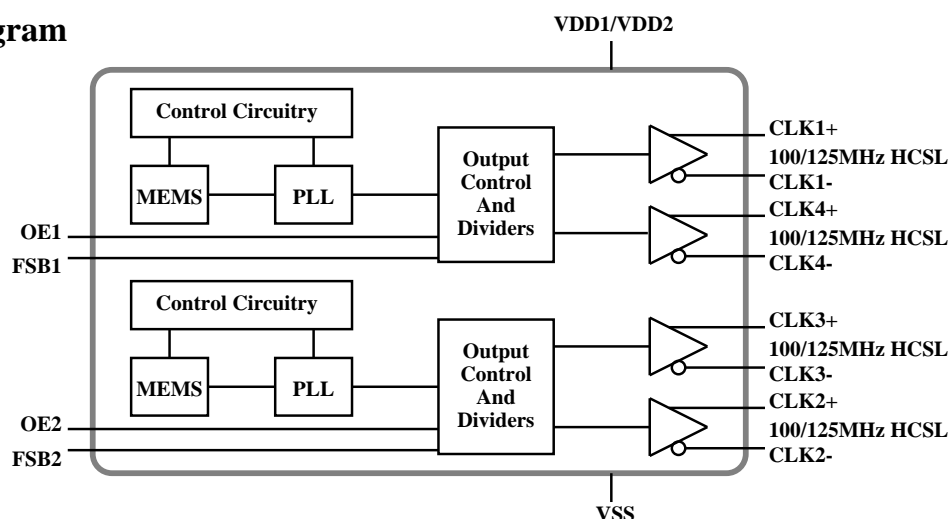 gram
VDD1/VDD2
Control Circuitry
MEMS
PLL
Output
Control
And
Dividers
OE1
FSB1
CLK1+
100/125MHz HCSL
CLK1-
CLK4+
100/125MHz HCSL
CLK4-
Control Circuitry
MEMS
PLL
Output
Control
And
Dividers
OE2
FSB2
CLK3+
100/125MHz HCSL
CLK3-
CLK2+
100/125MHz HCSL
CLK2-
VSS